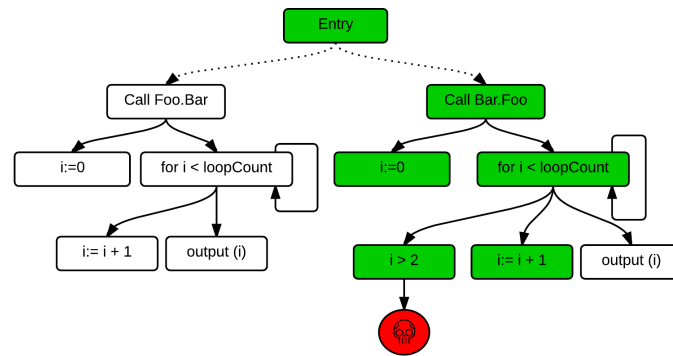 Entry
Call Foo.Bar
Call Bar.Foo
i:=0
for i < loopCount
i:=0
for i < loopCount
i:= i + 1
output (i)
i > 2
i:= i + 1
output (i)